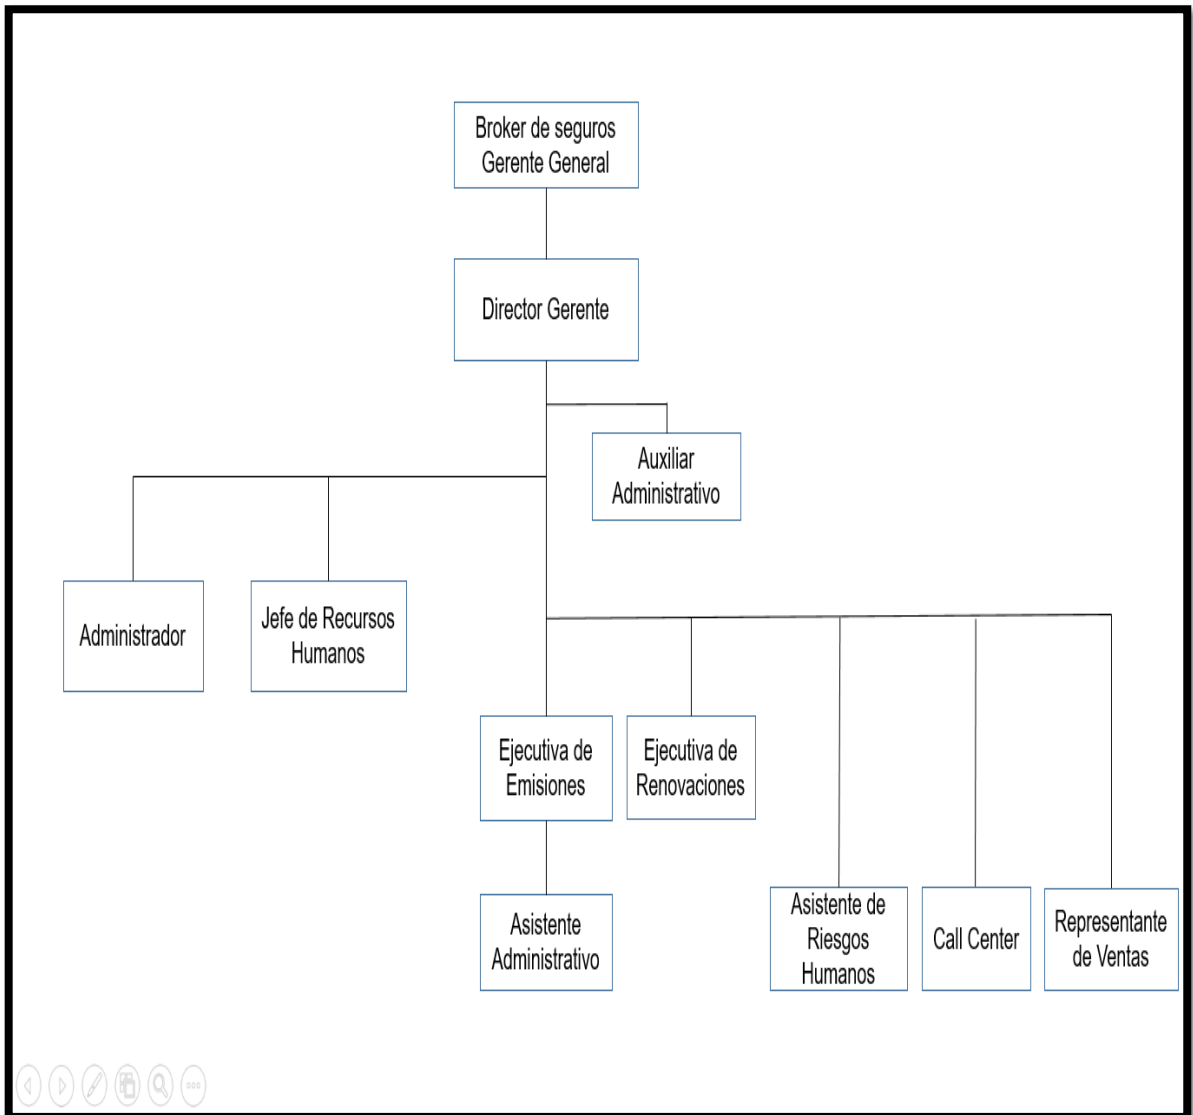 Broker de seguros
Gerente General
Director Gerente
Auxiliar
Administrativo
Administrador
Jefe de Recursos
Humanos
Ejecutiva de
Emisiones
Ejecutiva de
Renovaciones
Asistente
Administrativo
Asistente de
Riesgos
Humanos
Call Center
Representante
de Ventas